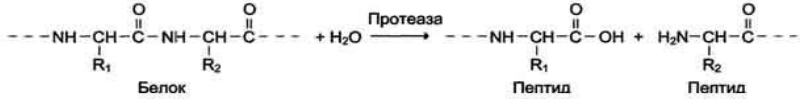 O O Протеаза O O
- - - NH – CH – C – NH – CH – C - - - + H₂O → - - - NH – CH – C – OH + H₂N – CH – C - - -
R₁ R₂ R₁ R₂
Белок Пептид Пептид